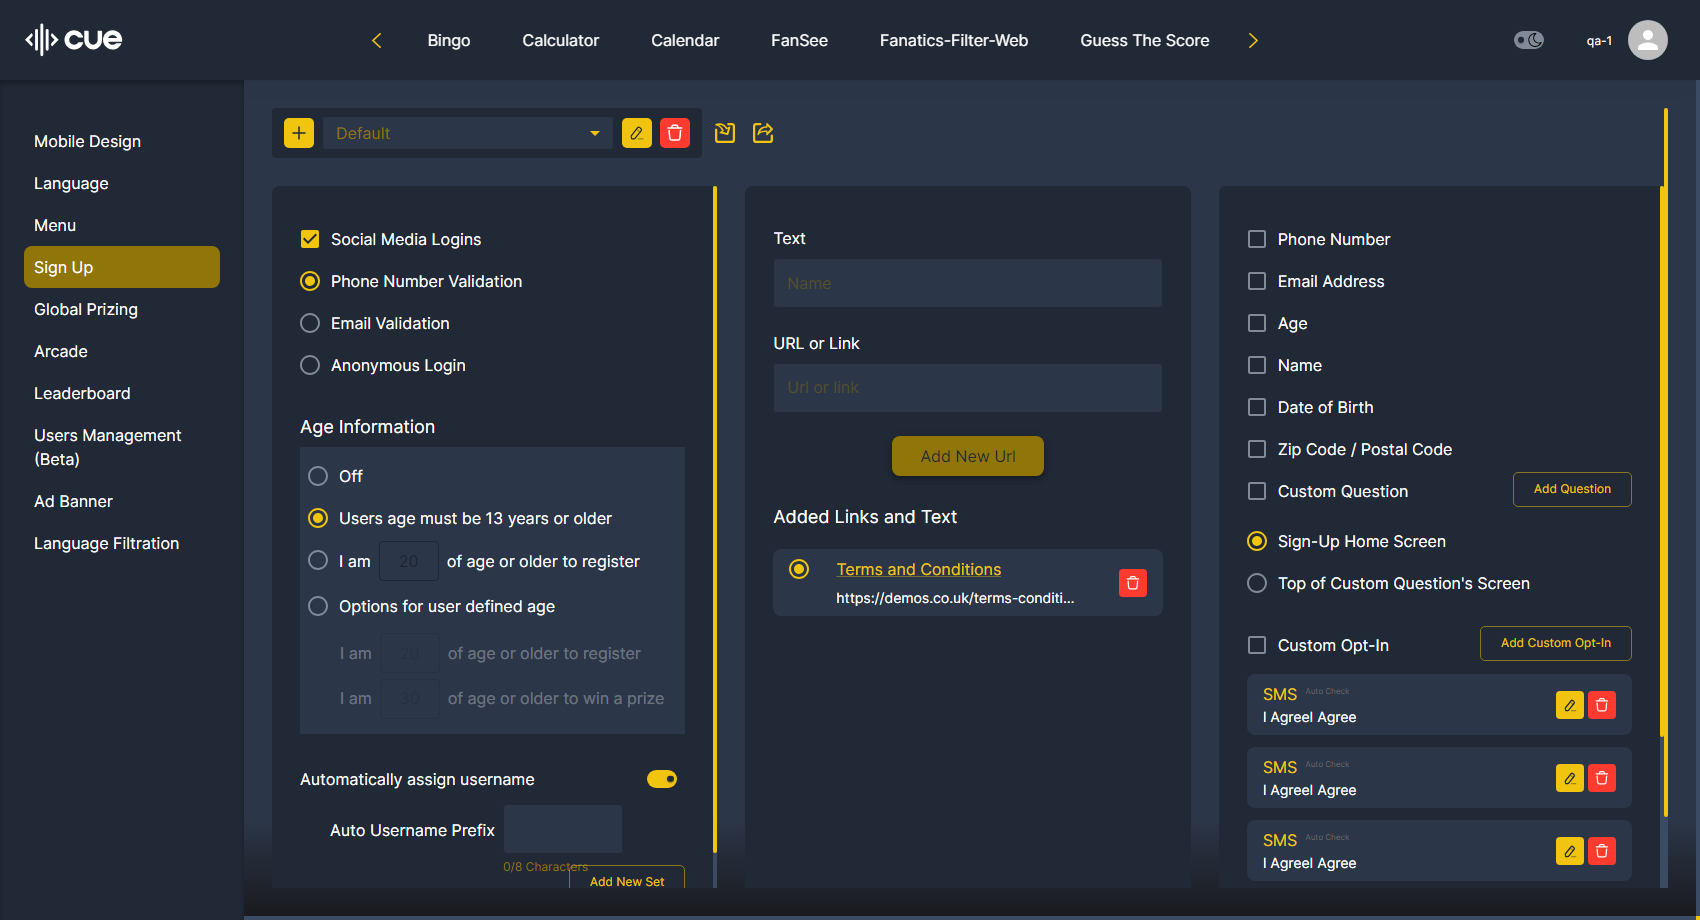 cue
Bingo
Calculator
Calendar
FanSee
Fanatics-Filter-Web
Guess The Score
qa-1
Mobile Design
Language
Menu
Sign Up
Global Prizing
Arcade
Leaderboard
Users Management
(Beta)
Ad Banner
Language Filtration
Default
Social Media Logins
Phone Number Validation
Email Validation
Anonymous Login
Age Information
Off
Users age must be 13 years or older
I am 20 of age or older to register
Options for user defined age
I am 20 of age or older to register
I am 30 of age or older to win a prize
Automatically assign username
Auto Username Prefix
0/8 Characters
Add New Set
Text
Name
URL or Link
Url or link
Add New Url
Added Links and Text
Terms and Conditions
https://demos.co.uk/terms-conditi...
Phone Number
Email Address
Age
Name
Date of Birth
Zip Code / Postal Code
Custom Question
Add Question
Sign-Up Home Screen
Top of Custom Question's Screen
Custom Opt-In
Add Custom Opt-In
SMS Auto Check
I AgreeI Agree
SMS Auto Check
I AgreeI Agree
SMS Auto Check
I AgreeI Agree